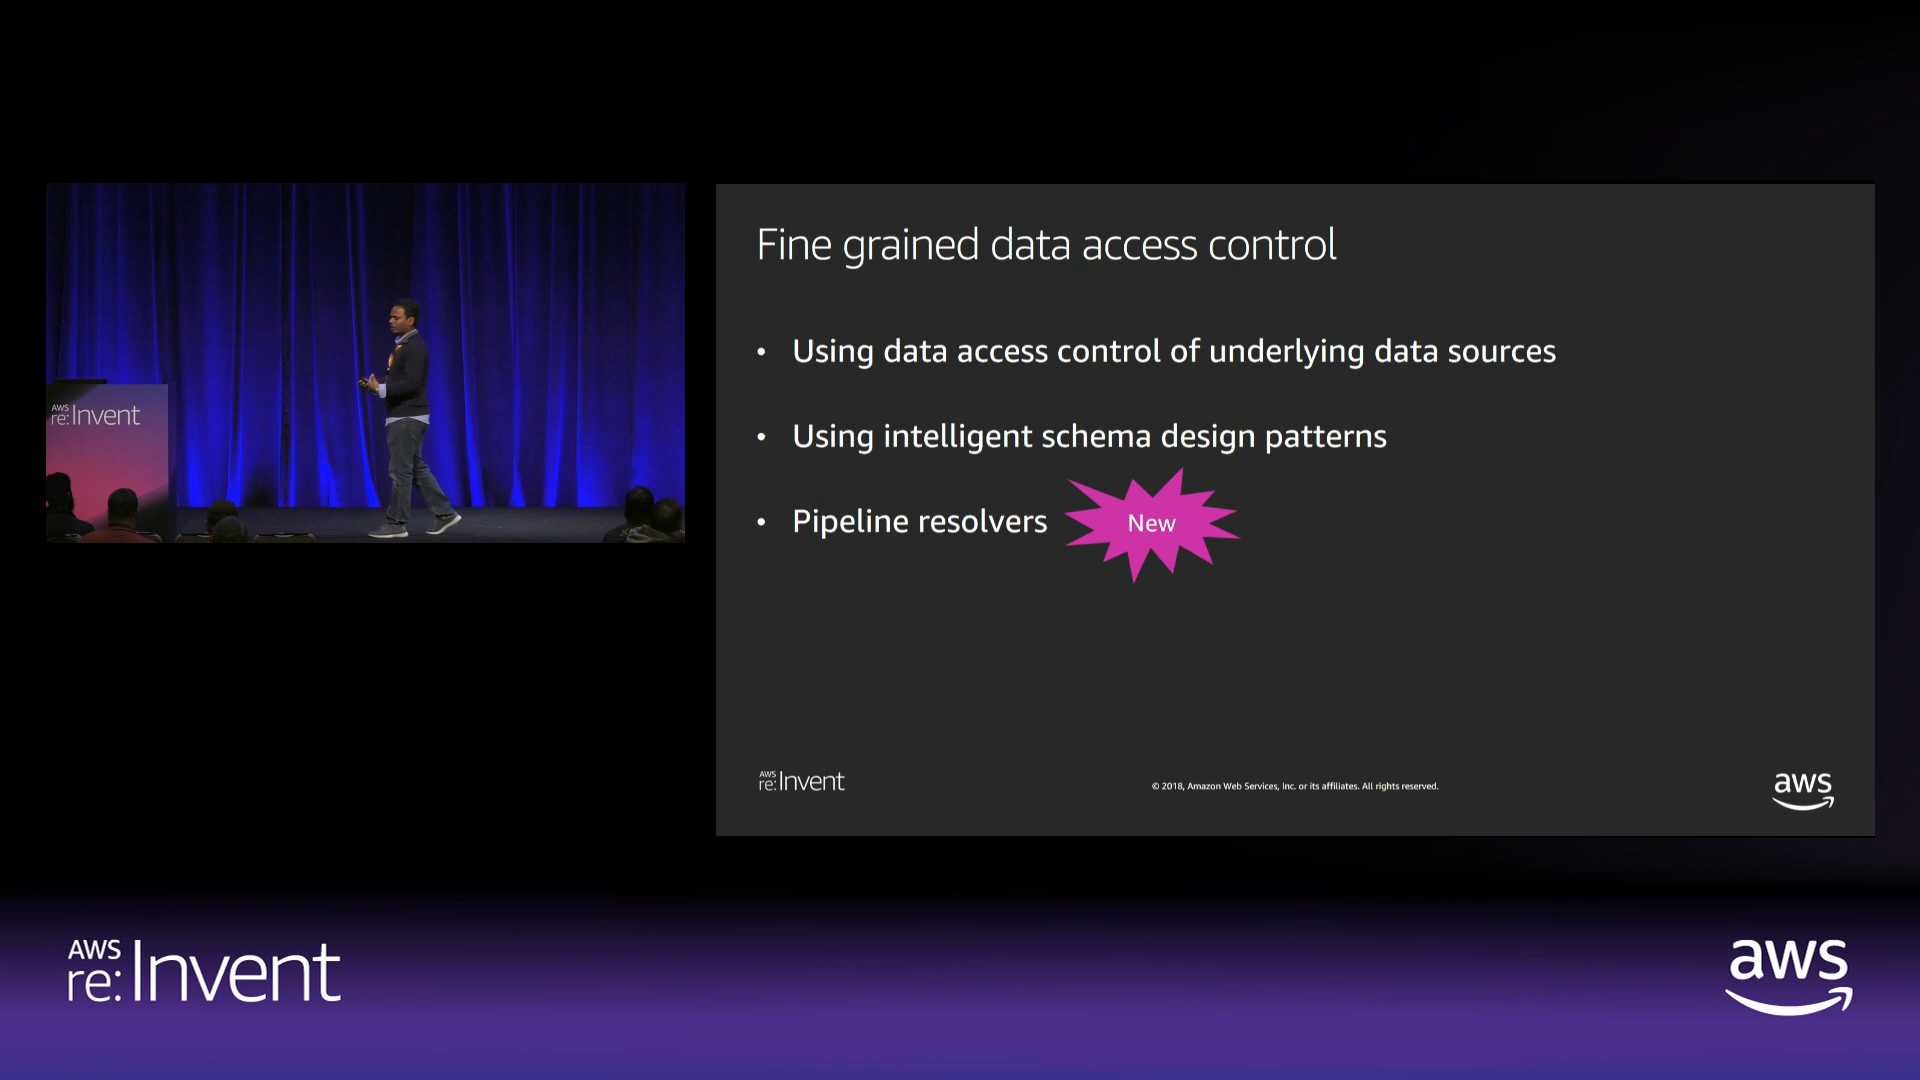 AWS
re:Invent
Fine grained data access control
• Using data access control of underlying data sources
• Using intelligent schema design patterns
• Pipeline resolvers New
AWS
re:Invent
© 2018, Amazon Web Services, Inc. or its affiliates. All rights reserved.
aws
AWS
re:Invent
aws